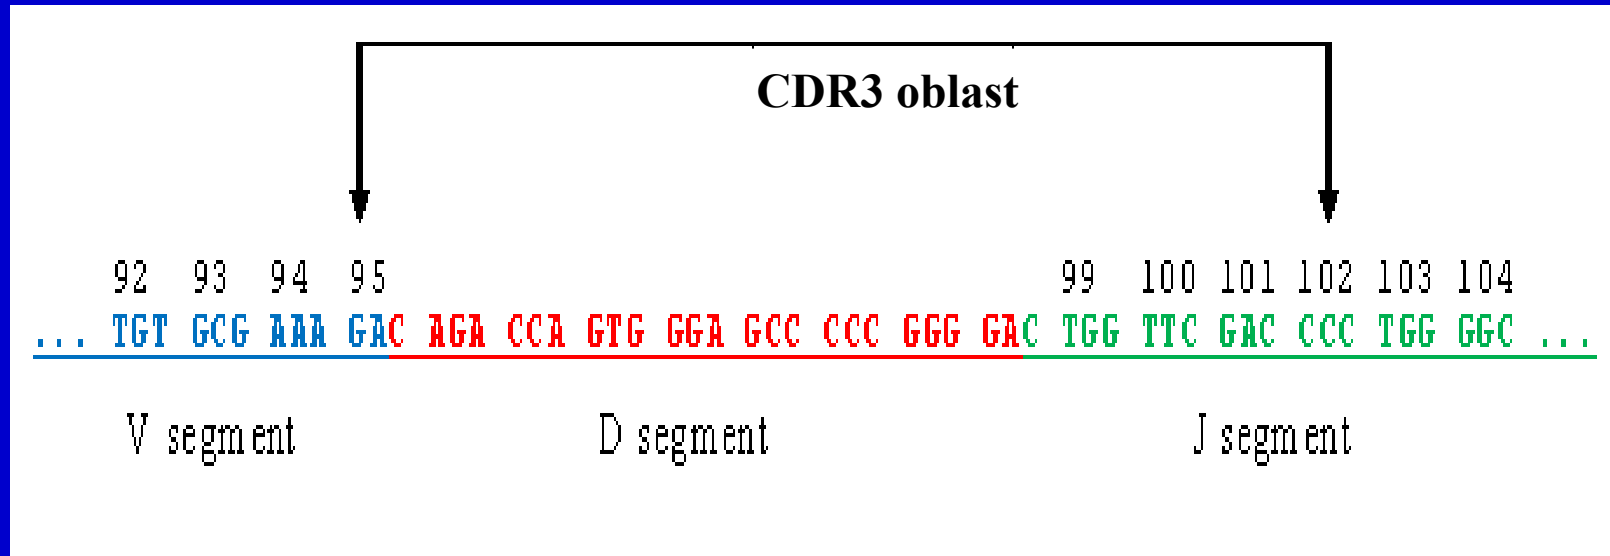 CDR3 oblast
92 93 94 95 99 100 101 102 103 104
... TGT GCG AAA GAC AGA CCA GTG GGA GCC CCC GGG GAC TGG TTC GAC CCC TGG GGC ...
V segment D segment J segment